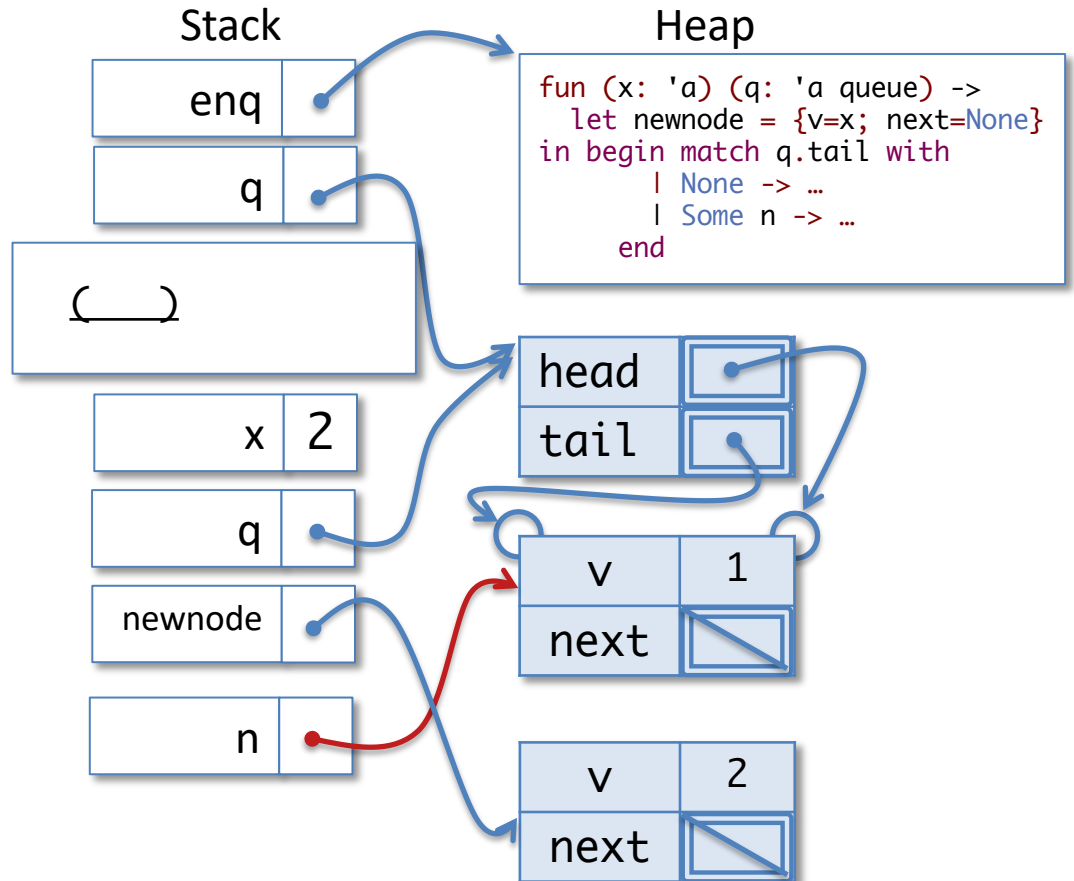 Stack
Heap
enq
q
(___)
x 2
q
newnode
n
fun (x: 'a) (q: 'a queue) ->
let newnode = {v=x; next=None}
in begin match q.tail with
| None -> …
| Some n -> …
end
head
tail
v 1
next
v 2
next